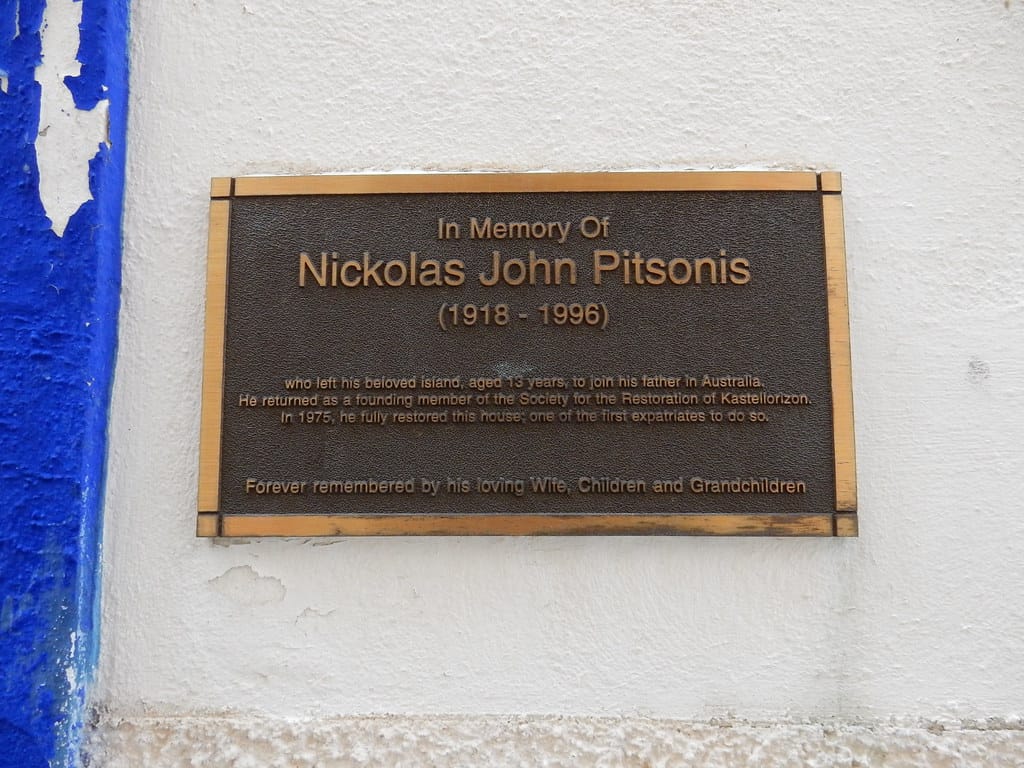 In Memory Of
Nickolas John Pitsonis
(1918 - 1996)
who left his beloved island, aged 13 years, to join his father in Australia.
He returned as a founding member of the Society for the Restoration of Kastellorizon.
In 1975, he fully restored this house; one of the first expatriates to do so.
Forever remembered by his loving Wife, Children and Grandchildren